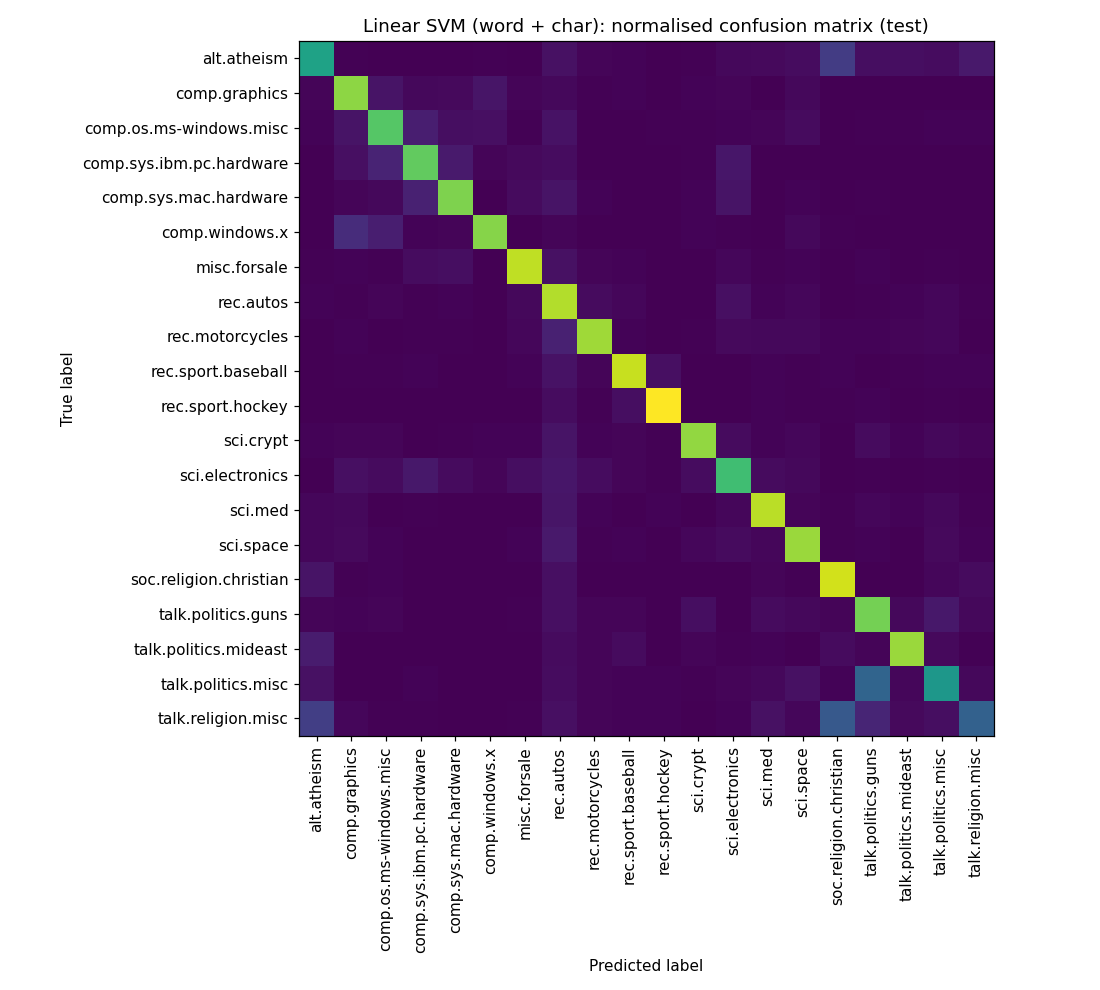 Linear SVM (word + char): normalised confusion matrix (test)
True label
alt.atheism
comp.graphics
comp.os.ms-windows.misc
comp.sys.ibm.pc.hardware
comp.sys.mac.hardware
comp.windows.x
misc.forsale
rec.autos
rec.motorcycles
rec.sport.baseball
rec.sport.hockey
sci.crypt
sci.electronics
sci.med
sci.space
soc.religion.christian
talk.politics.guns
talk.politics.mideast
talk.politics.misc
talk.religion.misc
alt.atheism
comp.graphics
comp.os.ms-windows.misc
comp.sys.ibm.pc.hardware
comp.sys.mac.hardware
comp.windows.x
misc.forsale
rec.autos
rec.motorcycles
rec.sport.baseball
rec.sport.hockey
sci.crypt
sci.electronics
sci.med
sci.space
soc.religion.christian
talk.politics.guns
talk.politics.mideast
talk.politics.misc
talk.religion.misc
Predicted label